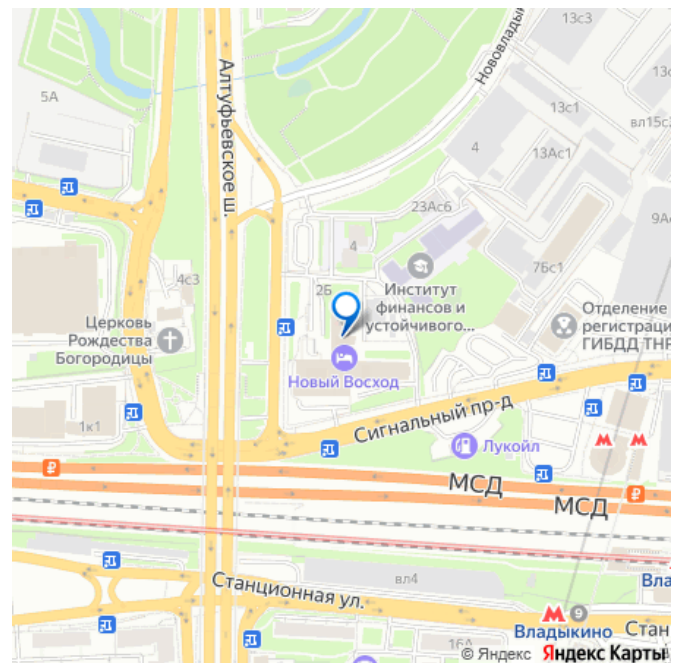 13с3
Нововладык
13с
5А
Алтуфьевское ш.
13с1
вл15с2
4
13Ас1
23Ас6
9А
4
7Бс1
Институт
финансов и
устойчивого...
4с3
2Б
Отделение
регистраци
ГИБДД ТНР
Церковь
Рождества
Богородицы
Новый Восход
1к1
Сигнальный пр-д
Лукойл
МСД
МСД
Станционная ул.
вл4
Вла
9
Владыкино
Стан
16А
© Яндекс Яндекс Карты